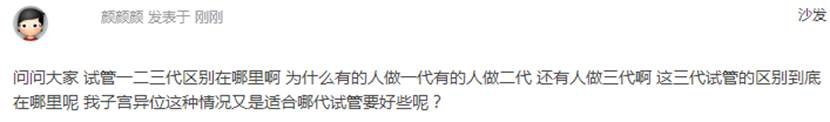 颜颜颜 发表于 刚刚 沙发
问问大家 试管一二三代区别在哪里啊 为什么有的人做一代有的人做二代 还有人做三代啊 这三代试管的区别到底
在哪里呢 我子宫异位这种情况又是适合哪代试管要好些呢？